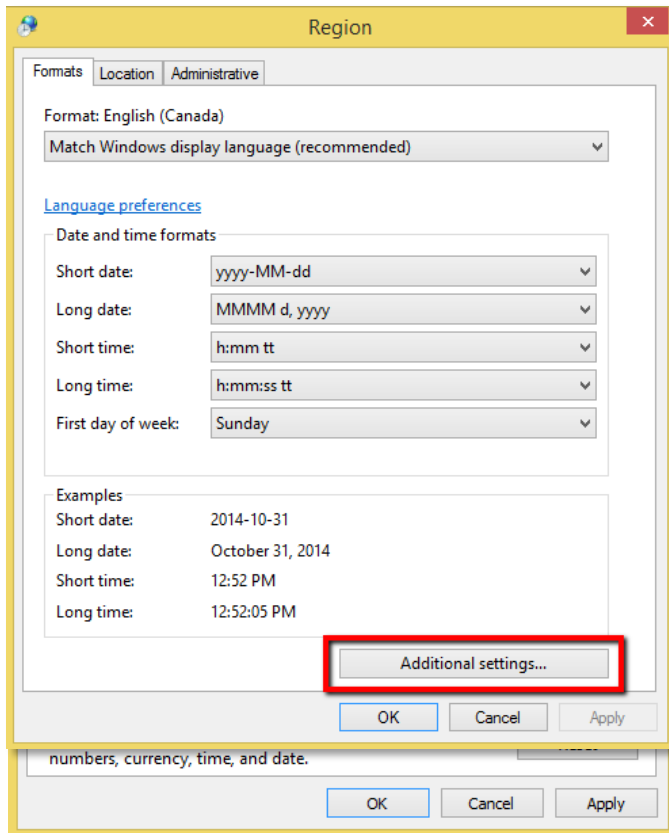 Region
Formats Location Administrative
Format: English (Canada)
Match Windows display language (recommended)
Language preferences
Date and time formats
Short date: yyyy-MM-dd
Long date: MMMM d, yyyy
Short time: h:mm tt
Long time: h:mm:ss tt
First day of week: Sunday
Examples
Short date: 2014-10-31
Long date: October 31, 2014
Short time: 12:52 PM
Long time: 12:52:05 PM
Additional settings...
OK Cancel Apply
numbers, currency, time, and date.
OK Cancel Apply